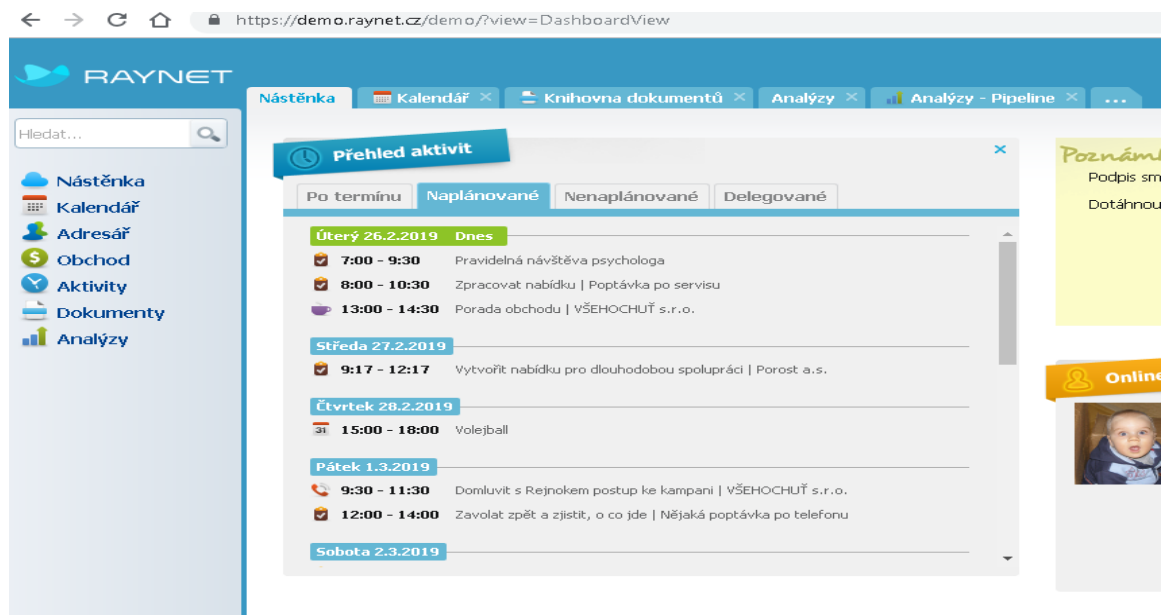 https://demo.raynet.cz/demo/?view=DashboardView
RAYNET
Nástěnka Kalendář Knihovna dokumentů Analýzy Analýzy - Pipeline ...
Hledat...
Nástěnka
Kalendář
Adresář
Obchod
Aktivity
Dokumenty
Analýzy
Přehled aktivit
Po termínu Naplánované Nenaplánované Delegované
Úterý 26.2.2019 Dnes
7:00 - 9:30 Pravidelná návštěva psychologa
8:00 - 10:30 Zpracovat nabídku | Poptávka po servisu
13:00 - 14:30 Porada obchodu | VŠEHOCHUŤ s.r.o.
Středa 27.2.2019
9:17 - 12:17 Vytvořit nabídku pro dlouhodobou spolupráci | Porost a.s.
Čtvrtek 28.2.2019
31 15:00 - 18:00 Volejball
Pátek 1.3.2019
9:30 - 11:30 Domluvit s Rejnokem postup ke kampani | VŠEHOCHUŤ s.r.o.
12:00 - 14:00 Zavolat zpět a zjistit, o co jde | Nějaká poptávka po telefonu
Sobota 2.3.2019
Podpis
Online